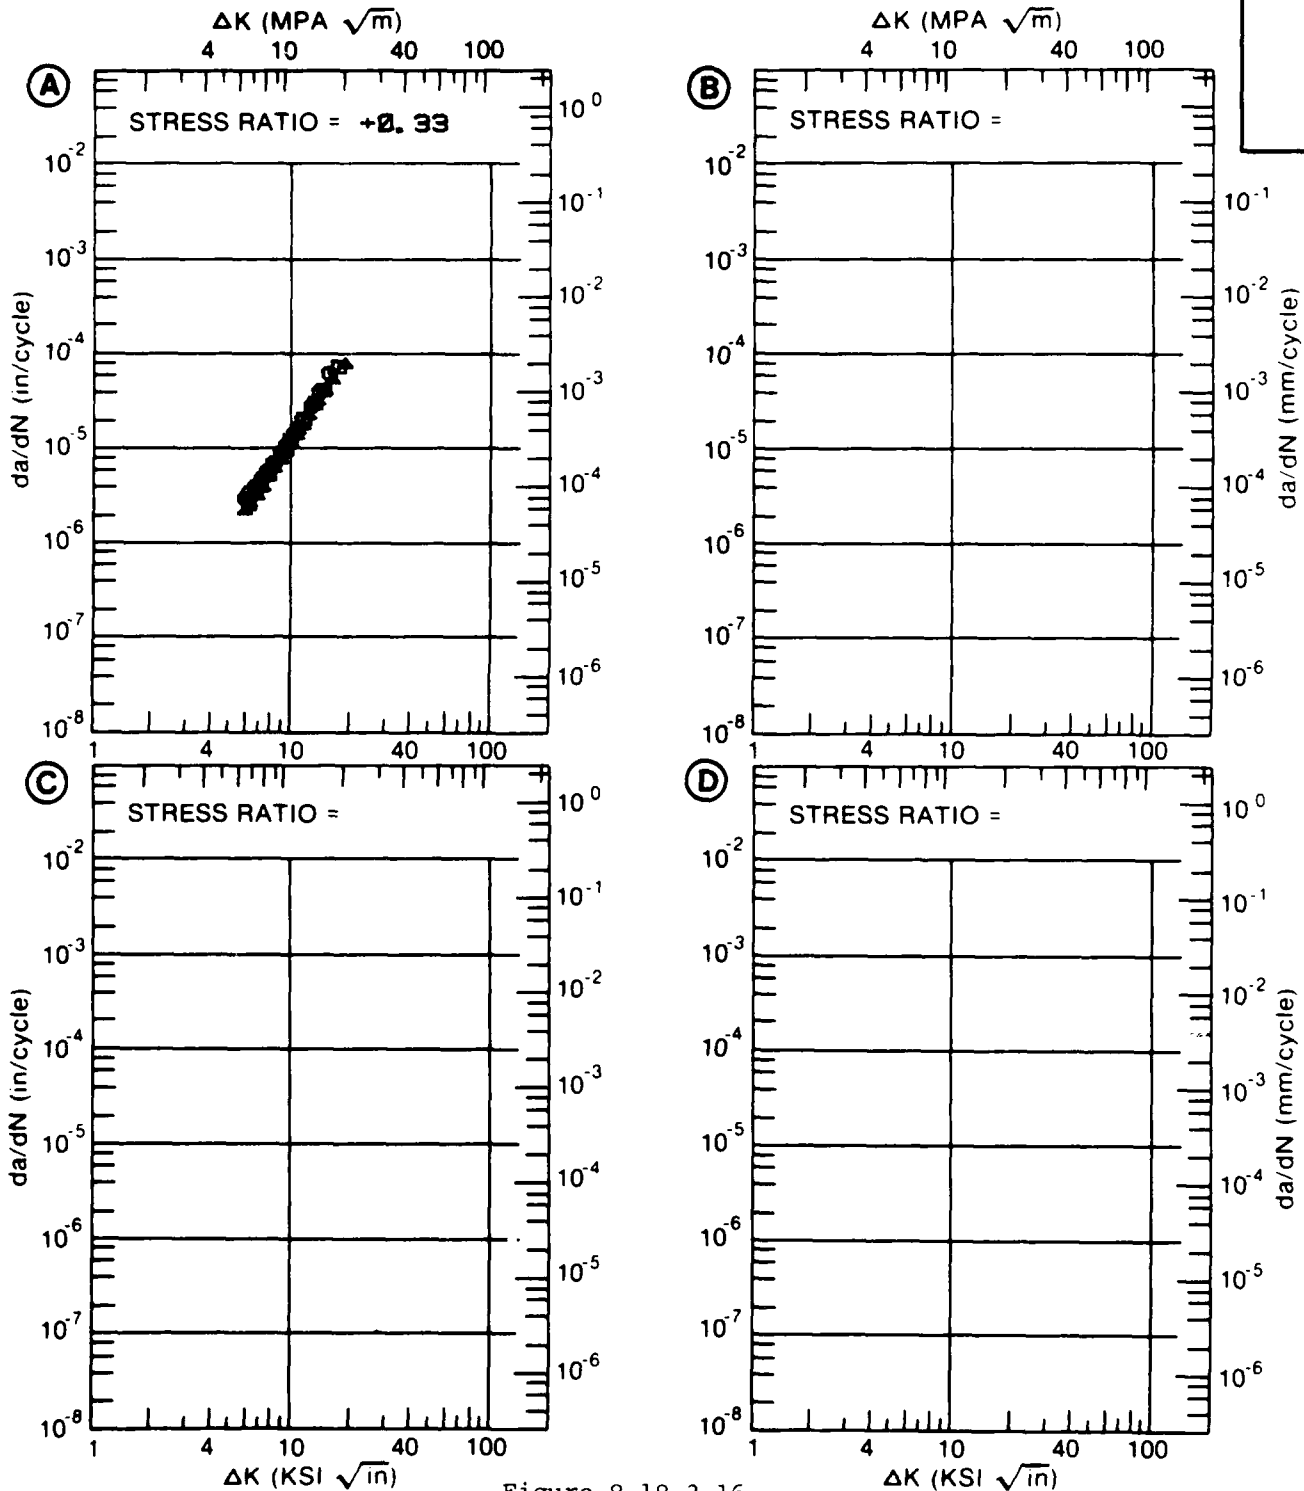 ΔK (MPA √m)
4 10 40 100
A
STRESS RATIO = +0.33
10^-2
10^-3
10^-4
10^-5
10^-6
10^-7
10^-8
da/dN (in/cycle)
10^0
10^-1
10^-2
10^-3
10^-4
10^-5
10^-6
1 4 10 40 100
ΔK (MPA √m)
4 10 40 100
B
STRESS RATIO =
10^-2
10^-3
10^-4
10^-5
10^-6
10^-7
10^-8
10^-1
10^-2
10^-3
10^-4
10^-5
10^-6
da/dN (mm/cycle)
1 4 10 40 100
C
STRESS RATIO =
10^-2
10^-3
10^-4
10^-5
10^-6
10^-7
10^-8
da/dN (in/cycle)
10^0
10^-1
10^-2
10^-3
10^-4
10^-5
10^-6
1 4 10 40 100
ΔK (KSI √in)
D
STRESS RATIO =
10^-2
10^-3
10^-4
10^-5
10^-6
10^-7
10^-8
10^0
10^-1
10^-2
10^-3
10^-4
10^-5
10^-6
da/dN (mm/cycle)
1 4 10 40 100
ΔK (KSI √in)
Figure 8.18.3.16